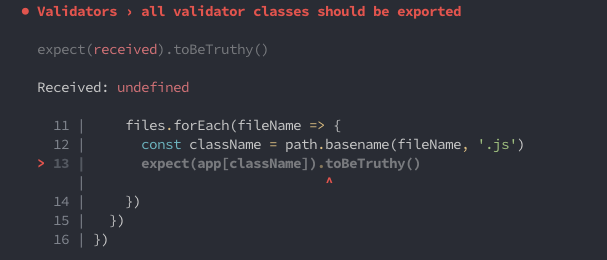 ● Validators › all validator classes should be exported
expect(received).toBeTruthy()
Received: undefined
11 |     files.forEach(fileName => {
12 |       const className = path.basename(fileName, '.js')
> 13 |       expect(app[className]).toBeTruthy()
|                              ^
14 |     })
15 |   })
16 | })